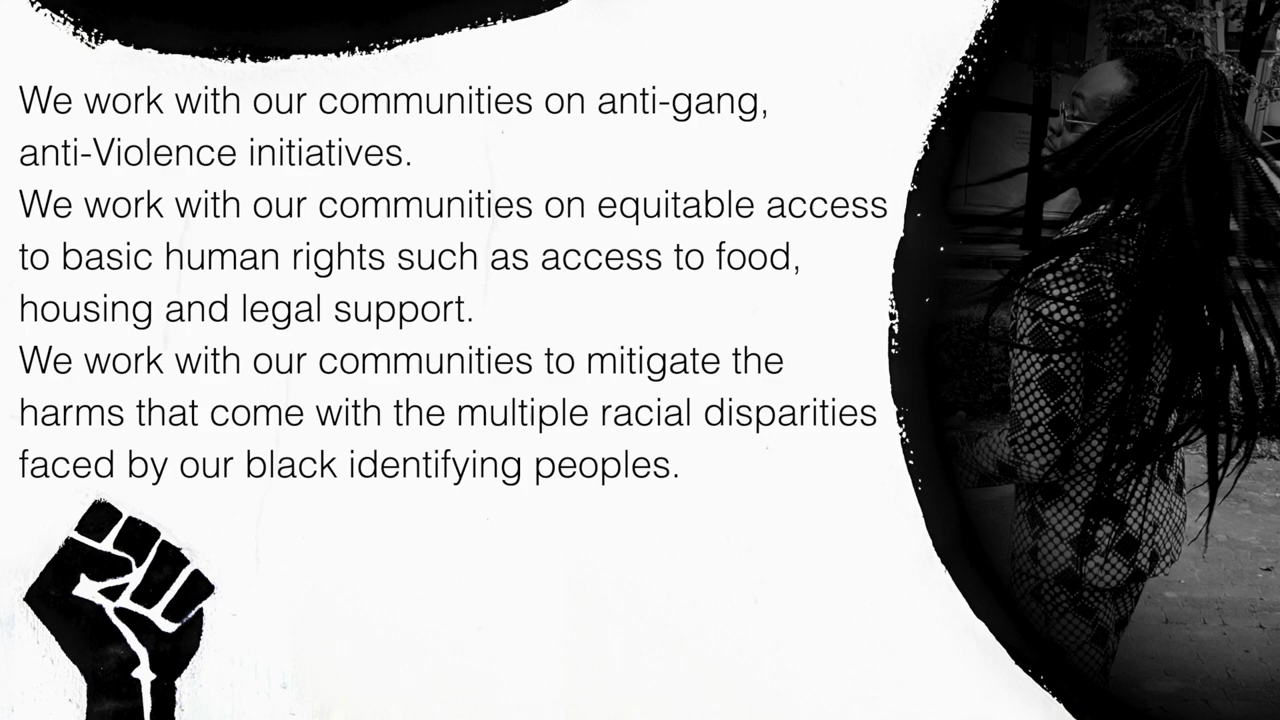 We work with our communities on anti-gang,
anti-Violence initiatives.
We work with our communities on equitable access
to basic human rights such as access to food,
housing and legal support.
We work with our communities to mitigate the
harms that come with the multiple racial disparities
faced by our black identifying peoples.